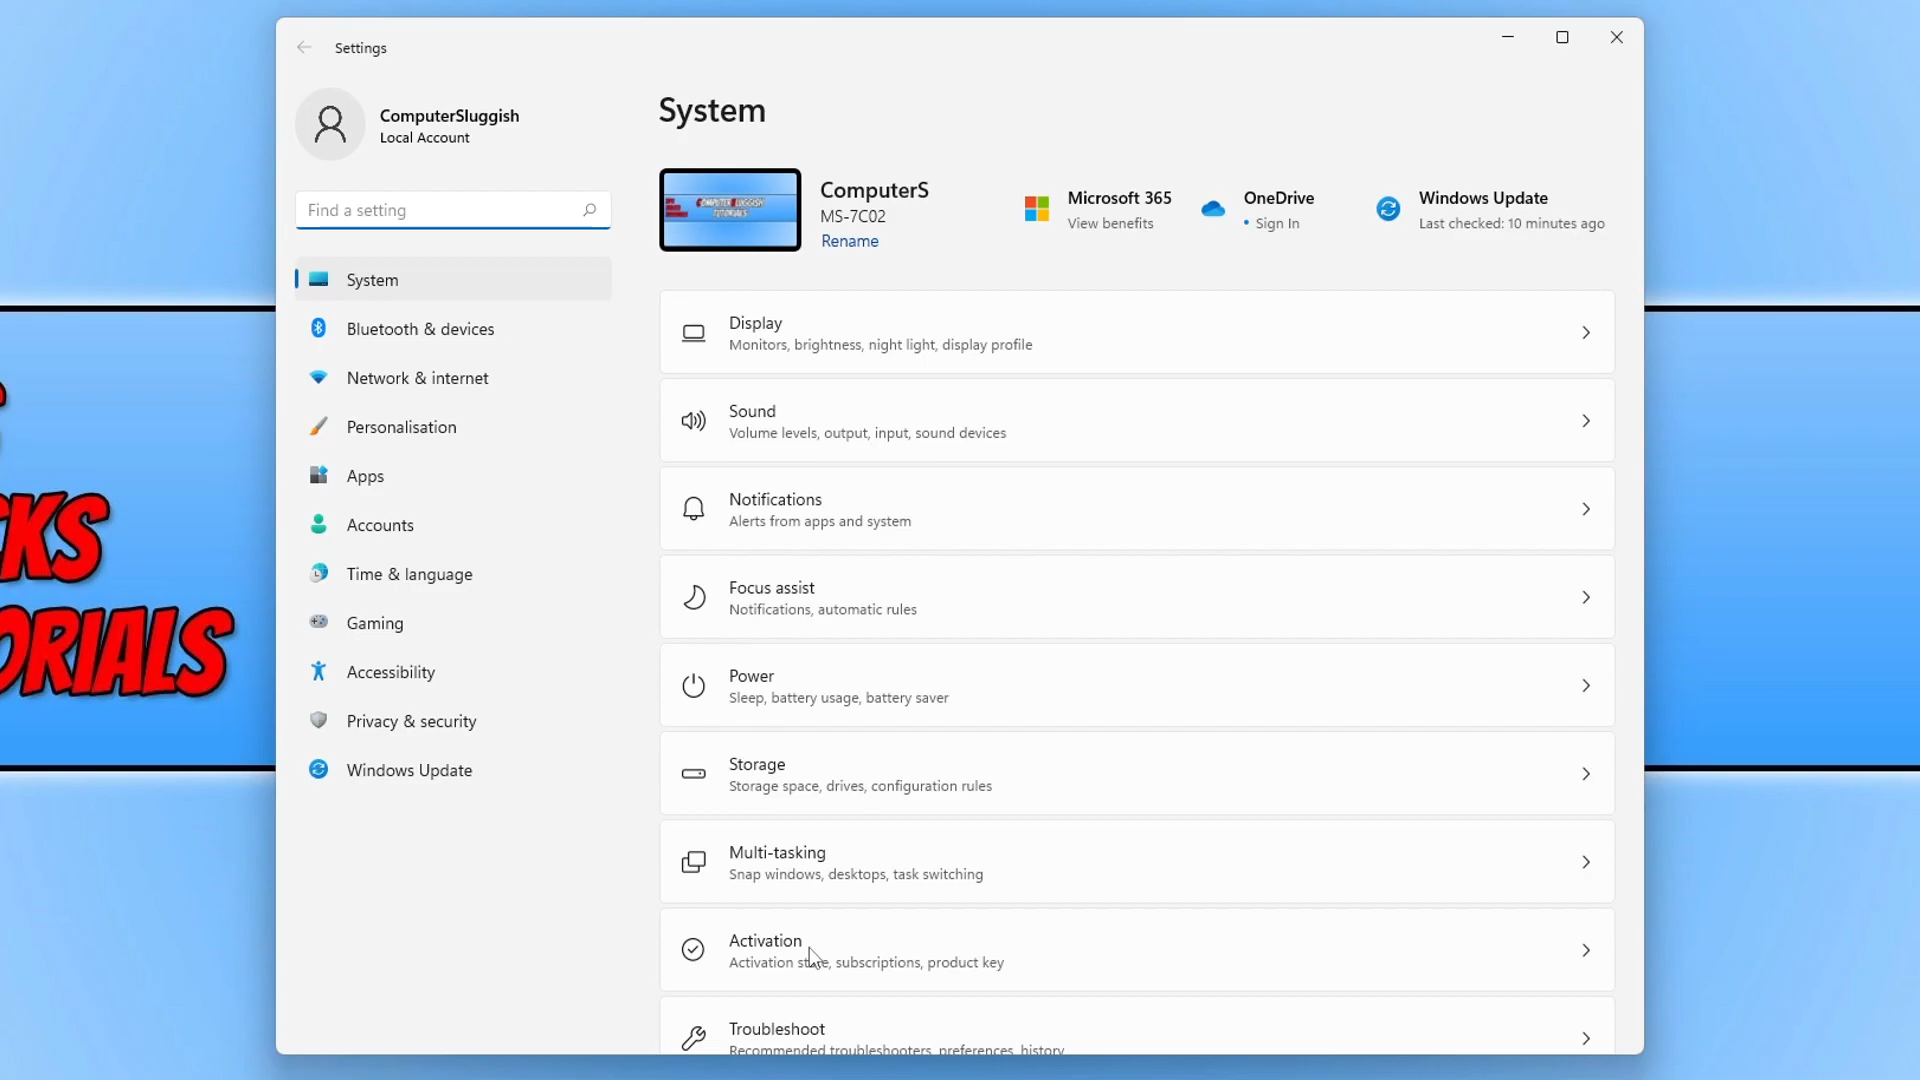 Settings
ComputerSluggish
Local Account
Find a setting
System
Bluetooth & devices
Network & internet
Personalisation
Apps
Accounts
Time & language
Gaming
Accessibility
Privacy & security
Windows Update
System
COMPUTER SLUGGISH
TUTORIALS
ComputerS
MS-7C02
Rename
Microsoft 365
View benefits
OneDrive
• Sign In
Windows Update
Last checked: 10 minutes ago
Display
Monitors, brightness, night light, display profile
Sound
Volume levels, output, input, sound devices
Notifications
Alerts from apps and system
Focus assist
Notifications, automatic rules
Power
Sleep, battery usage, battery saver
Storage
Storage space, drives, configuration rules
Multi-tasking
Snap windows, desktops, task switching
Activation
Activation state, subscriptions, product key
Troubleshoot
Recommended troubleshooters, preferences, history
CKS
ORIALS